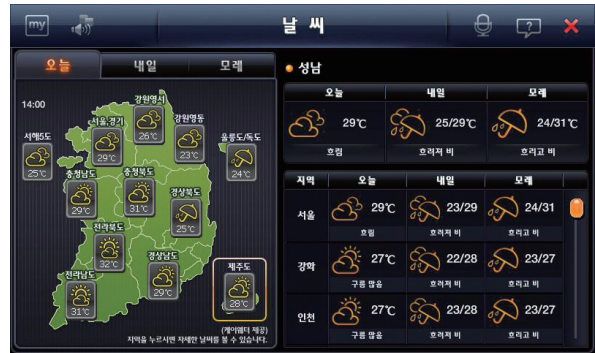 my
날 씨
?
오늘 내일 모레
14:00
강원영서
26℃
서울,경기
29℃
강원영동
23℃
서해5도
25℃
울릉도/독도
24℃
충청남도
29℃
충청북도
31℃
경상북도
25℃
전라북도
32℃
경상남도
29℃
전라남도
31℃
제주도
28℃
(케이웨더 제공)
지역을 누르시면 자세한 날씨를 볼 수 있습니다.
성남
오늘 내일 모레
29℃ 25/29℃ 24/31℃
흐림 흐려져 비 흐리고 비
지역 오늘 내일 모레
서울 29℃ 23/29 24/31
흐림 흐려져 비 흐리고 비
강화 27℃ 22/28 23/27
구름 많음 흐려져 비 흐리고 비
인천 27℃ 23/28 23/27
구름 많음 흐려져 비 흐리고 비